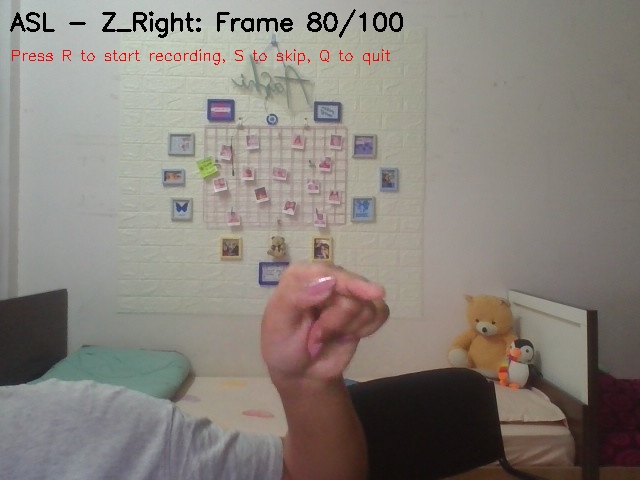 ASL - Z_Right: Frame 80/100
Press R to start recording, S to skip, Q to quit